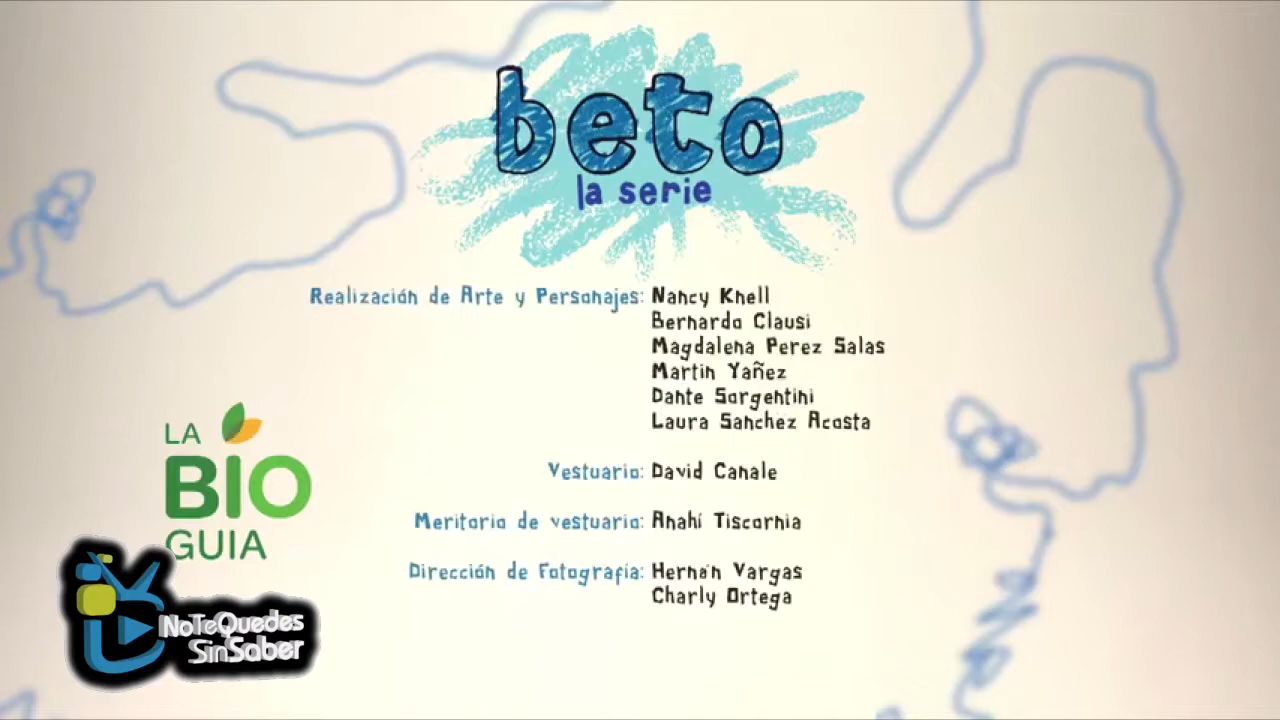 beto
la serie
Realización de Arte y Personajes: Nancy Knell
Bernarda Clausi
Magdalena Perez Salas
Martin Yañez
Dante Sargentini
Laura Sanchez Acosta
Vestuario: David Canale
Meritoria de vestuario: Anahí Tiscornia
Dirección de Fotografía: Hernán Vargas
Charly Ortega
LA
BIO
GUIA
NoTeQuedes
SinSaber